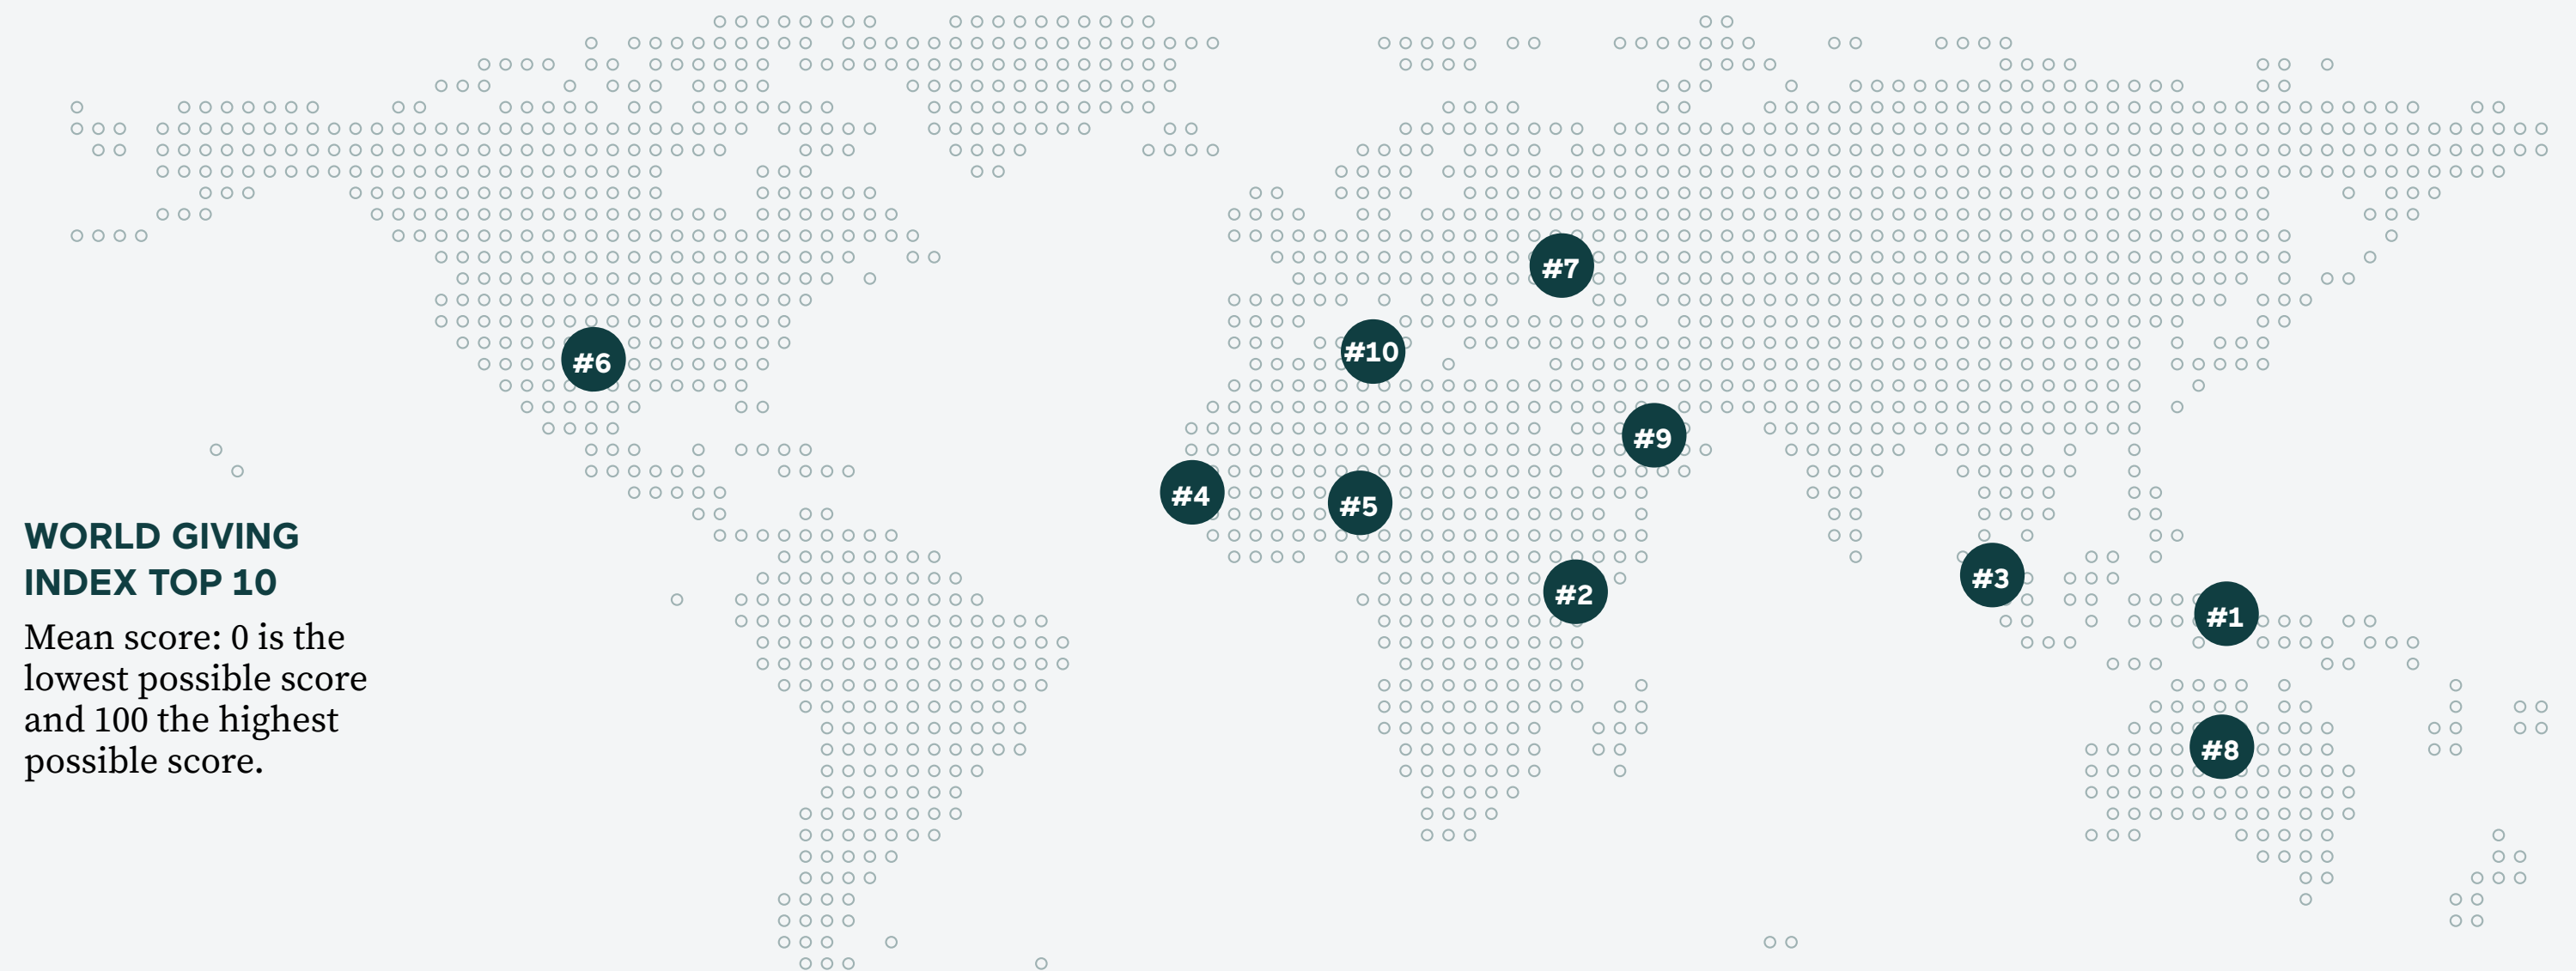 #7
#10
#6
#9
#4
#5
WORLD GIVING
INDEX TOP 10
#3
#2
#1
Mean score: 0 is the
lowest possible score
and 100 the highest
possible score.
#8